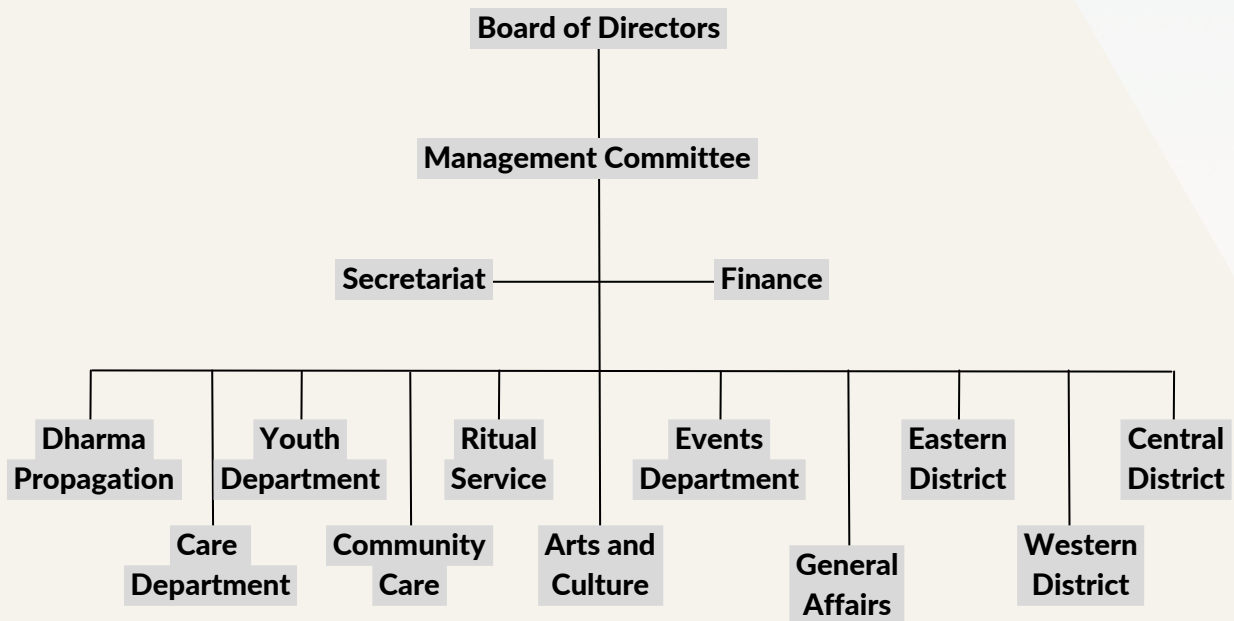 Board of Directors
Management Committee
Secretariat
Finance
Dharma
Propagation
Care
Department
Youth
Department
Community
Care
Ritual
Service
Arts and
Culture
Events
Department
General
Affairs
Eastern
District
Western
District
Central
District